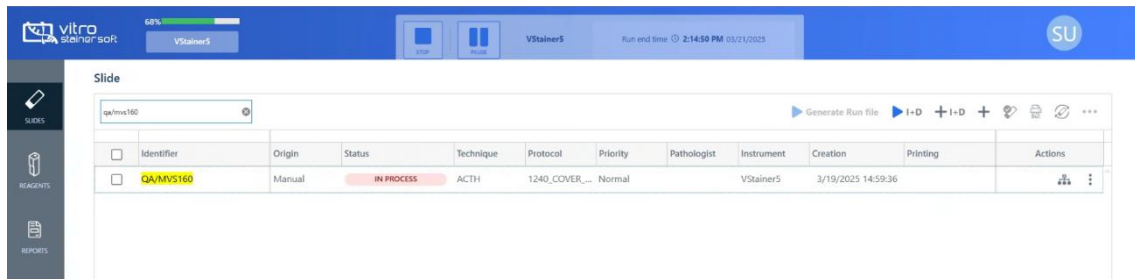 vitro
stainer soft
68%
VStainer5
STOP
PAUSE
VStainer5
Run end time 2:14:50 PM 03/21/2025
SU
SLIDES
REAGENTS
REPORTS
Slide
qa/mvs160
Generate Run file I+D I+D
Identifier Origin Status Technique Protocol Priority Pathologist Instrument Creation Printing Actions
QA/MVS160 Manual IN PROCESS ACTH 1240_COVER_... Normal VStainer5 3/19/2025 14:59:36